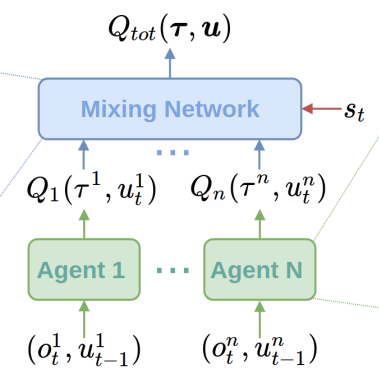 Q_{tot}(𝝉, 𝒖)
Mixing Network
s_t
...
Q_1(τ^1, u_t^1) Q_n(τ^n, u_t^n)
Agent 1 ... Agent N
(o_t^1, u_{t-1}^1) (o_t^n, u_{t-1}^n)